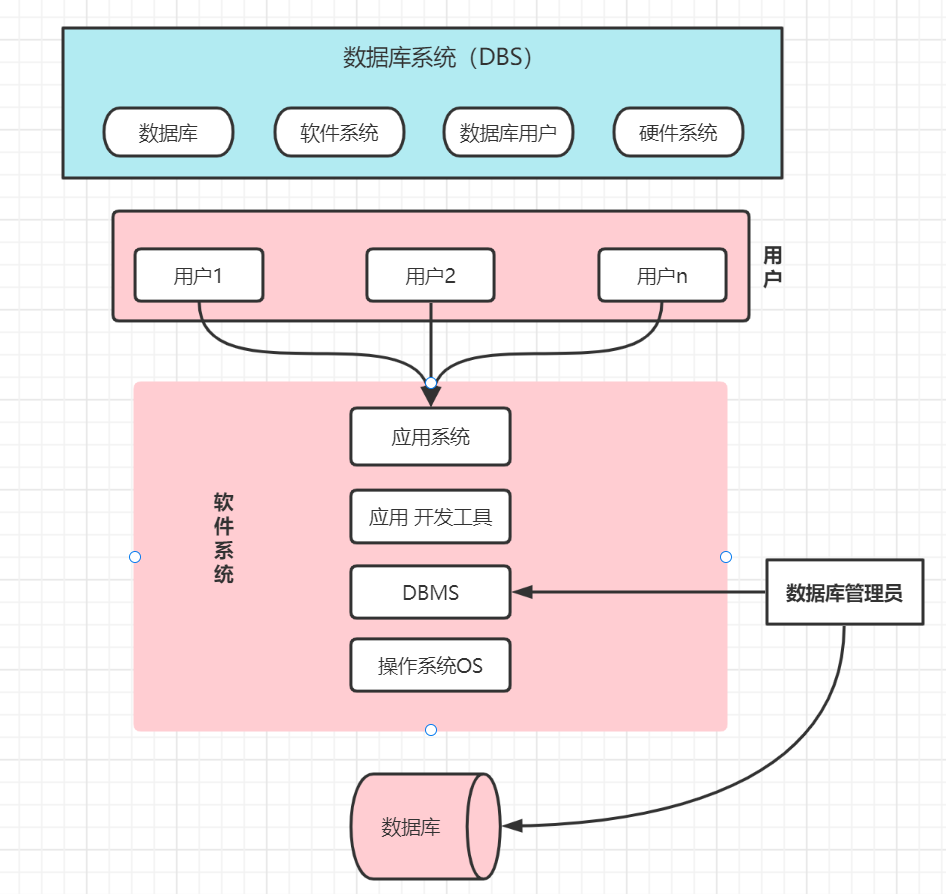 数据库系统（DBS）
数据库
软件系统
数据库用户
硬件系统
用户1
用户2
用户n
用户
应用系统
软件系统
应用 开发工具
DBMS
数据库管理员
操作系统OS
数据库